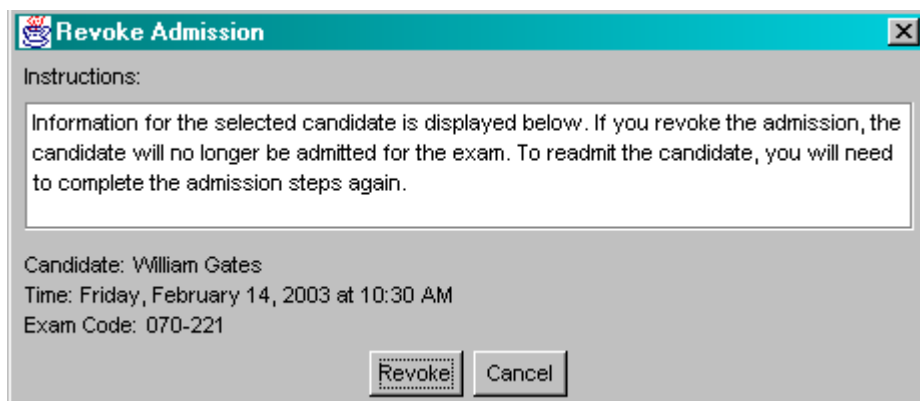 Revoke Admission
Instructions:
Information for the selected candidate is displayed below. If you revoke the admission, the
candidate will no longer be admitted for the exam. To readmit the candidate, you will need
to complete the admission steps again.
Candidate: William Gates
Time: Friday, February 14, 2003 at 10:30 AM
Exam Code: 070-221
Revoke Cancel